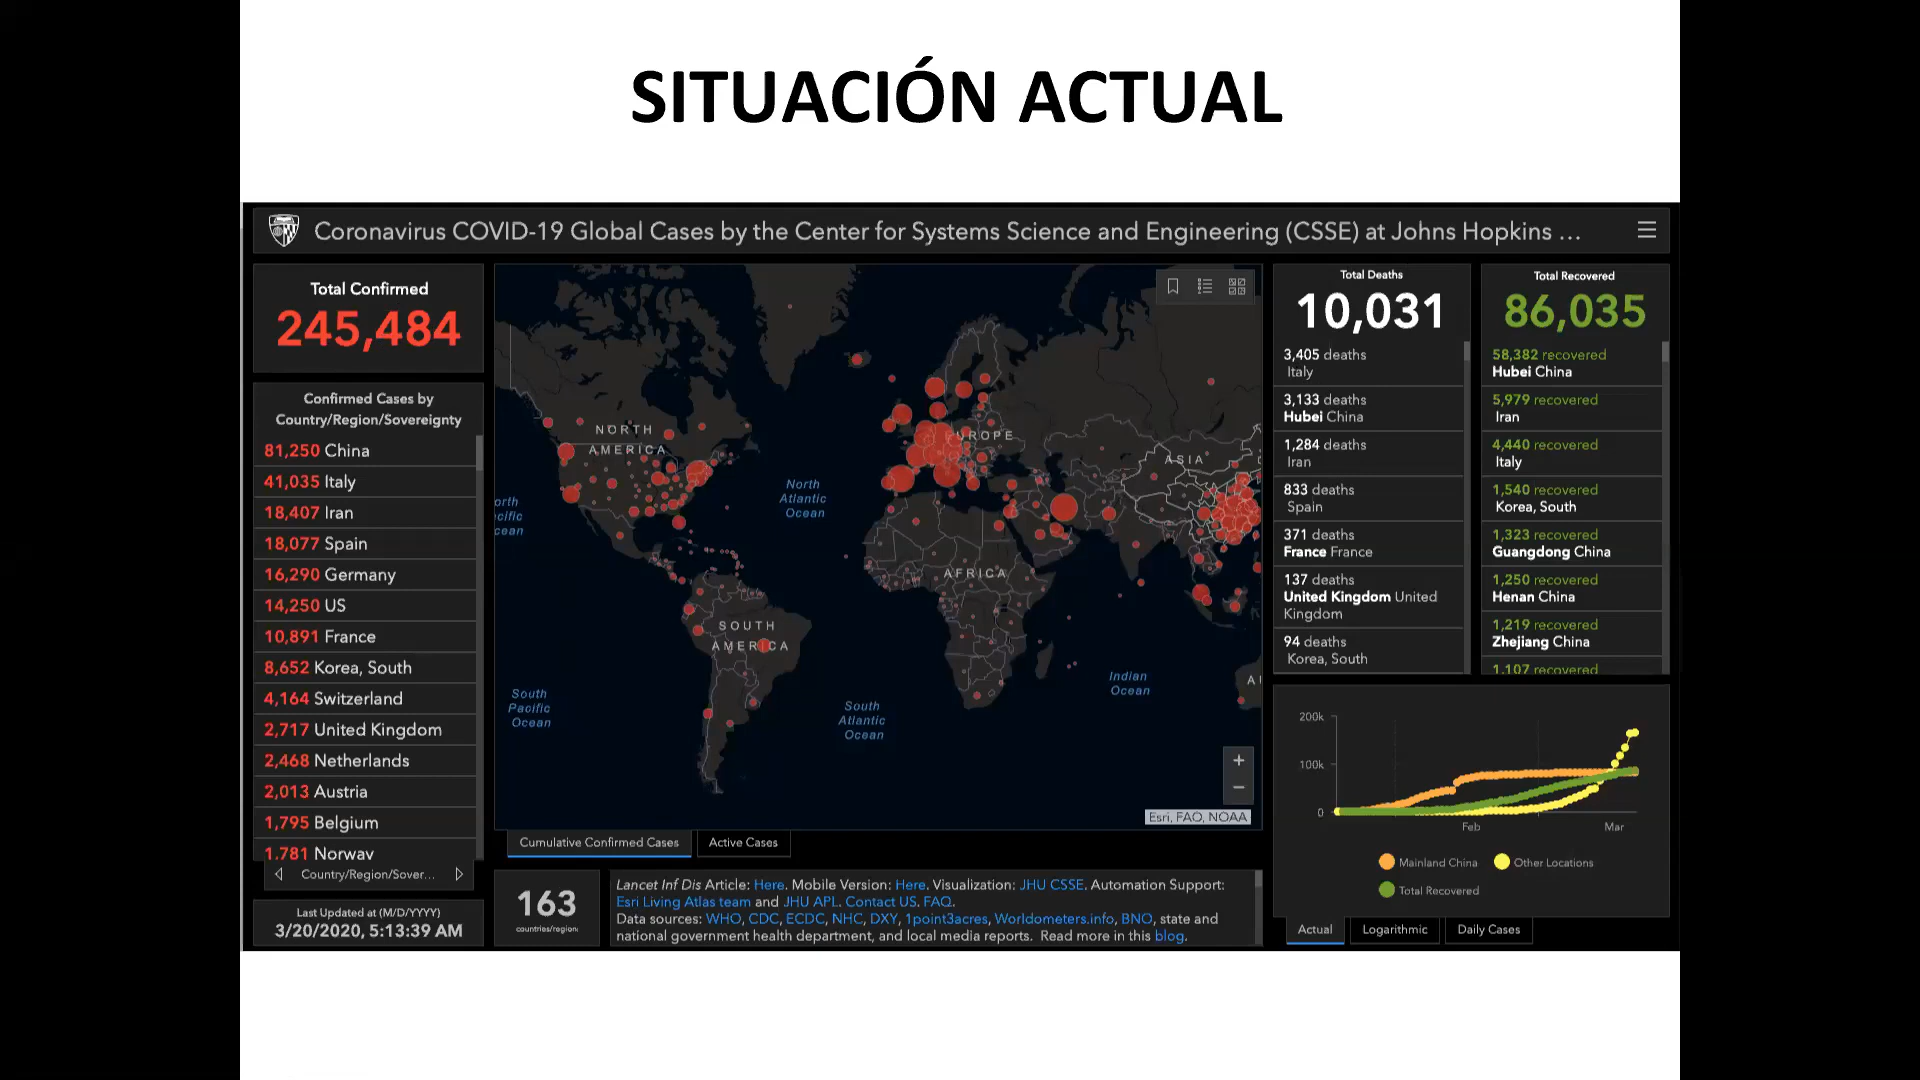 SITUACIÓN ACTUAL
Coronavirus COVID-19 Global Cases by the Center for Systems Science and Engineering (CSSE) at Johns Hopkins ...
Total Confirmed
245,484
Confirmed Cases by
Country/Region/Sovereignty
81,250 China
41,035 Italy
18,407 Iran
18,077 Spain
16,290 Germany
14,250 US
10,891 France
8,652 Korea, South
4,164 Switzerland
2,717 United Kingdom
2,468 Netherlands
2,013 Austria
1,795 Belgium
1,781 Norway
Country/Region/Sover...
Last Updated at (M/D/YYYY)
3/20/2020, 5:13:39 AM
NORTH
AMERICA
EUROPE
ASIA
orth
cific
cean
North
Atlantic
Ocean
AFRICA
SOUTH
AMERICA
South
Pacific
Ocean
South
Atlantic
Ocean
Indian
Ocean
A
+
−
Esri, FAO, NOAA
Cumulative Confirmed Cases
Active Cases
163
countries/region
Lancet Inf Dis Article: Here. Mobile Version: Here. Visualization: JHU CSSE. Automation Support:
Esri Living Atlas team and JHU APL. Contact US. FAQ.
Data sources: WHO, CDC, ECDC, NHC, DXY, 1point3acres, Worldometers.info, BNO, state and
national government health department, and local media reports. Read more in this blog.
Total Deaths
10,031
3,405 deaths
Italy
3,133 deaths
Hubei China
1,284 deaths
Iran
833 deaths
Spain
371 deaths
France France
137 deaths
United Kingdom United
Kingdom
94 deaths
Korea, South
Total Recovered
86,035
58,382 recovered
Hubei China
5,979 recovered
Iran
4,440 recovered
Italy
1,540 recovered
Korea, South
1,323 recovered
Guangdong China
1,250 recovered
Henan China
1,219 recovered
Zhejiang China
1,107 recovered
200k
100k
0
Feb
Mar
Mainland China
Other Locations
Total Recovered
Actual
Logarithmic
Daily Cases